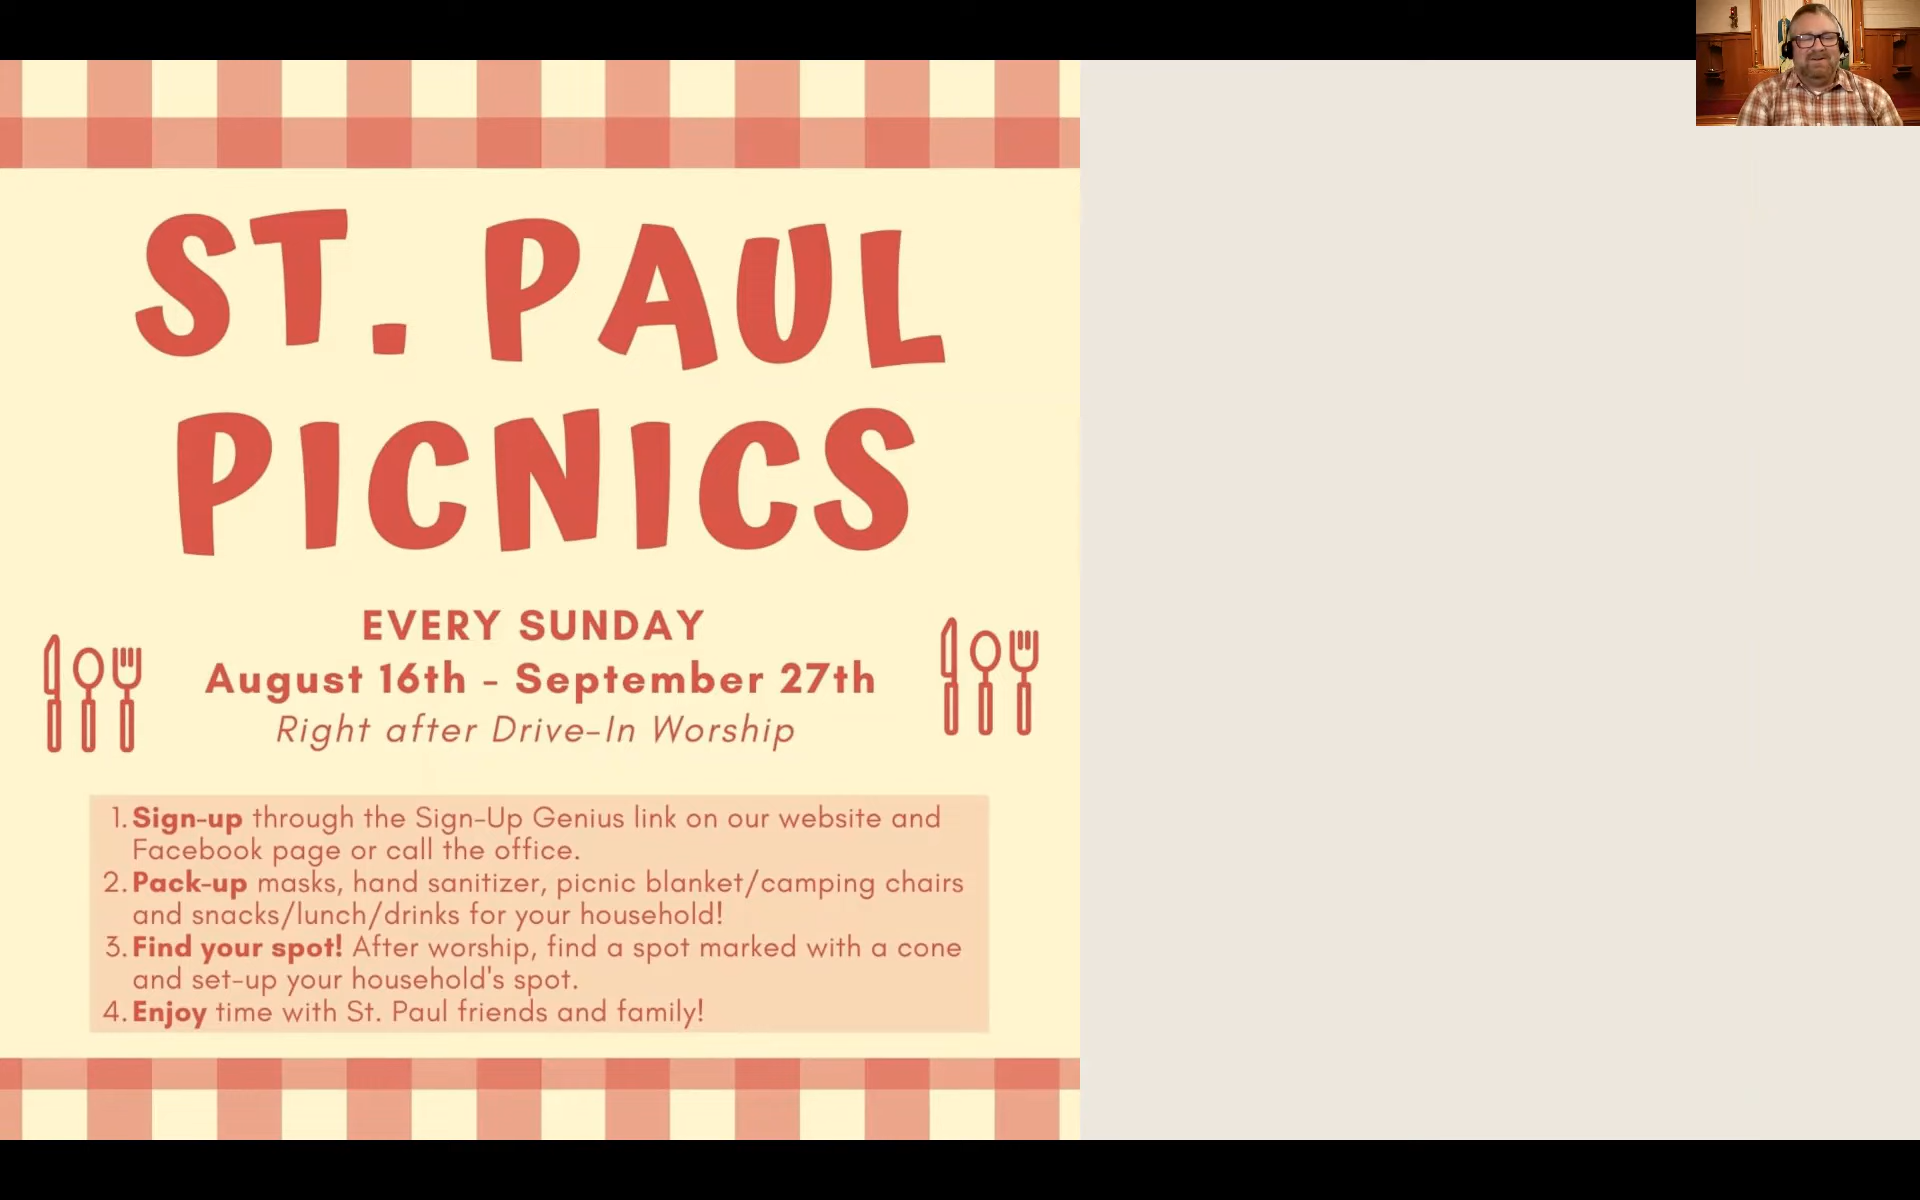 ST. PAUL
PICNICS
EVERY SUNDAY
August 16th - September 27th
Right after Drive-In Worship
1. Sign-up through the Sign-Up Genius link on our website and
Facebook page or call the office.
2. Pack-up masks, hand sanitizer, picnic blanket/camping chairs
and snacks/lunch/drinks for your household!
3. Find your spot! After worship, find a spot marked with a cone
and set-up your household's spot.
4. Enjoy time with St. Paul friends and family!